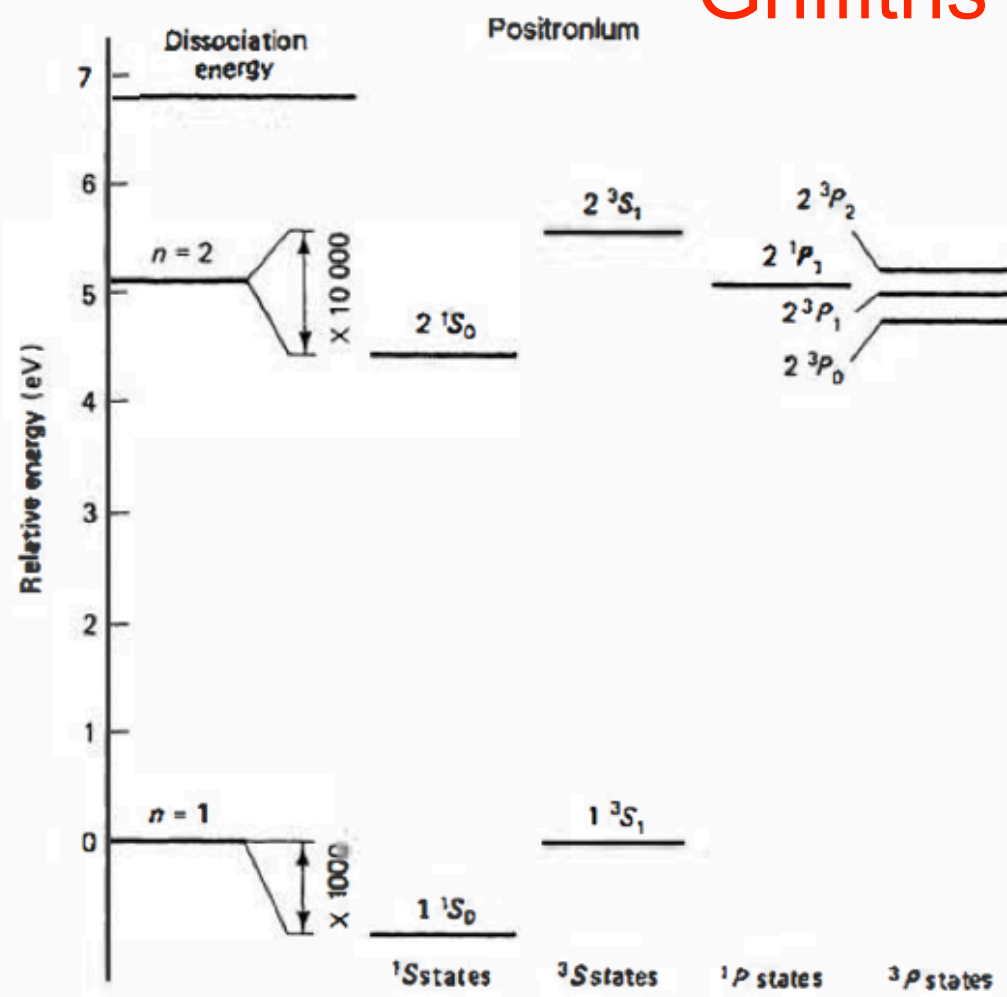 Griffiths
Positronium
Dissociation
energy
7
6
2 ³S₁
2 ³P₂
n = 2
× 10 000
2 ¹P₁
5
2 ¹S₀
2 ³P₁
2 ³P₀
4
Relative energy (eV)
3
2
1
n = 1
1 ³S₁
0
× 1000
1 ¹S₀
¹S states
³S states
¹P states
³P states